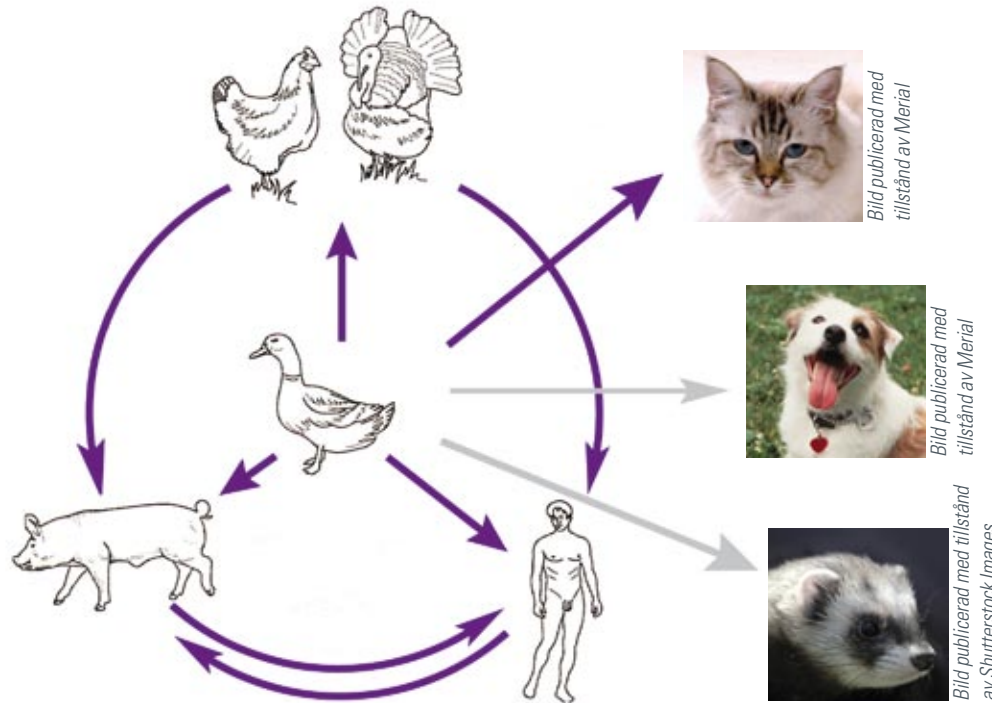 Bild publicerad med
tillstånd av Merial
Bild publicerad med
tillstånd av Merial
Bild publicerad med tillstånd
av Shutterstock Images